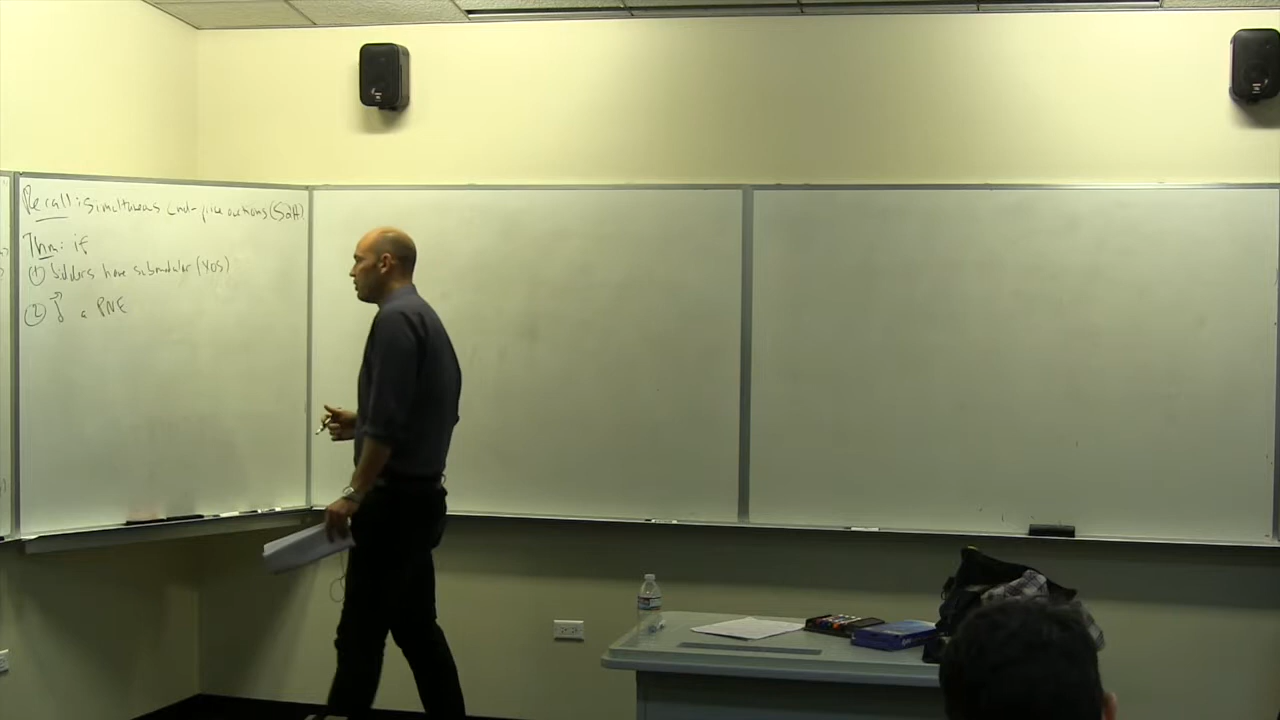 Recall: simultaneous 2nd-price auctions (S2A)
Thm: if
① bidders have submodular (XOS)
② b a PNE